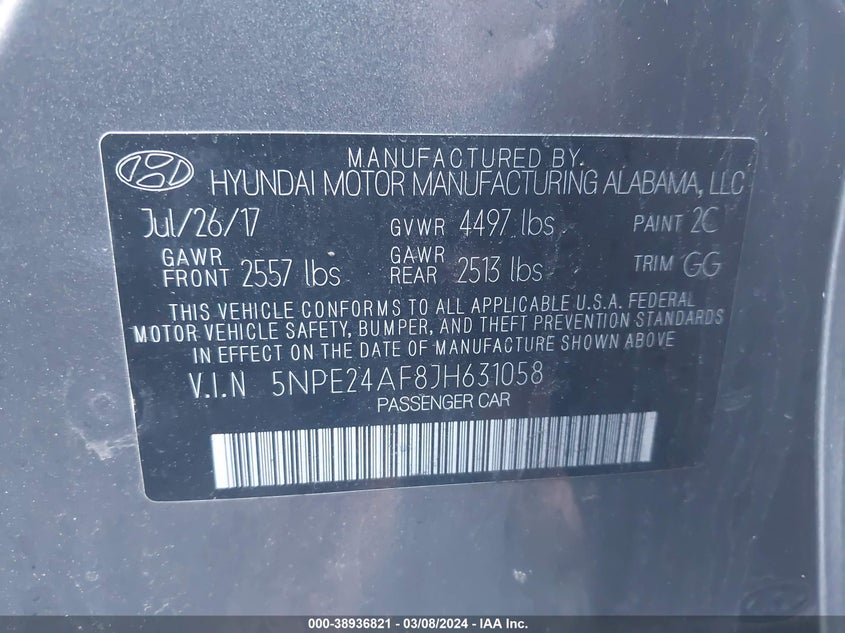 MANUFACTURED BY
HYUNDAI MOTOR MANUFACTURING ALABAMA, LLC
Jul/26/17 GVWR 4497 lbs PAINT 2C
GAWR FRONT 2557 lbs GAWR REAR 2513 lbs TRIM GG
THIS VEHICLE CONFORMS TO ALL APPLICABLE U.S.A. FEDERAL
MOTOR VEHICLE SAFETY, BUMPER, AND THEFT PREVENTION STANDARDS
IN EFFECT ON THE DATE OF MANUFACTURE SHOWN ABOVE
V.I.N 5NPE24AF8JH631058
PASSENGER CAR
000-38936821 - 03/08/2024 - IAA Inc.